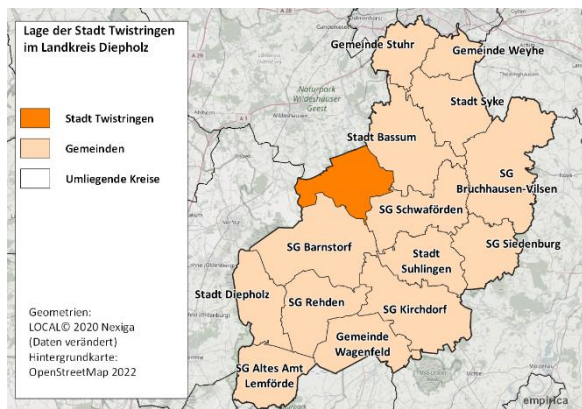 Lage der Stadt Twistringen
im Landkreis Diepholz
Stadt Twistringen
Gemeinden
Umliegende Kreise
Geometrien:
LOCAL© 2020 Nexiga
(Daten verändert)
Hintergrundkarte:
OpenStreetMap 2022
Gemeinde Stuhr
Gemeinde Weyhe
Naturpark
Wildeshauser
Geest
Stadt Syke
Stadt Bassum
SG
Bruchhausen-Vilsen
SG Schwaförden
SG Barnstorf
SG Siedenburg
Stadt
Suhlingen
Stadt Diepholz
SG Rehden
SG Kirchdorf
Gemeinde
Wagenfeld
SG Altes Amt
Lemförde
empirica